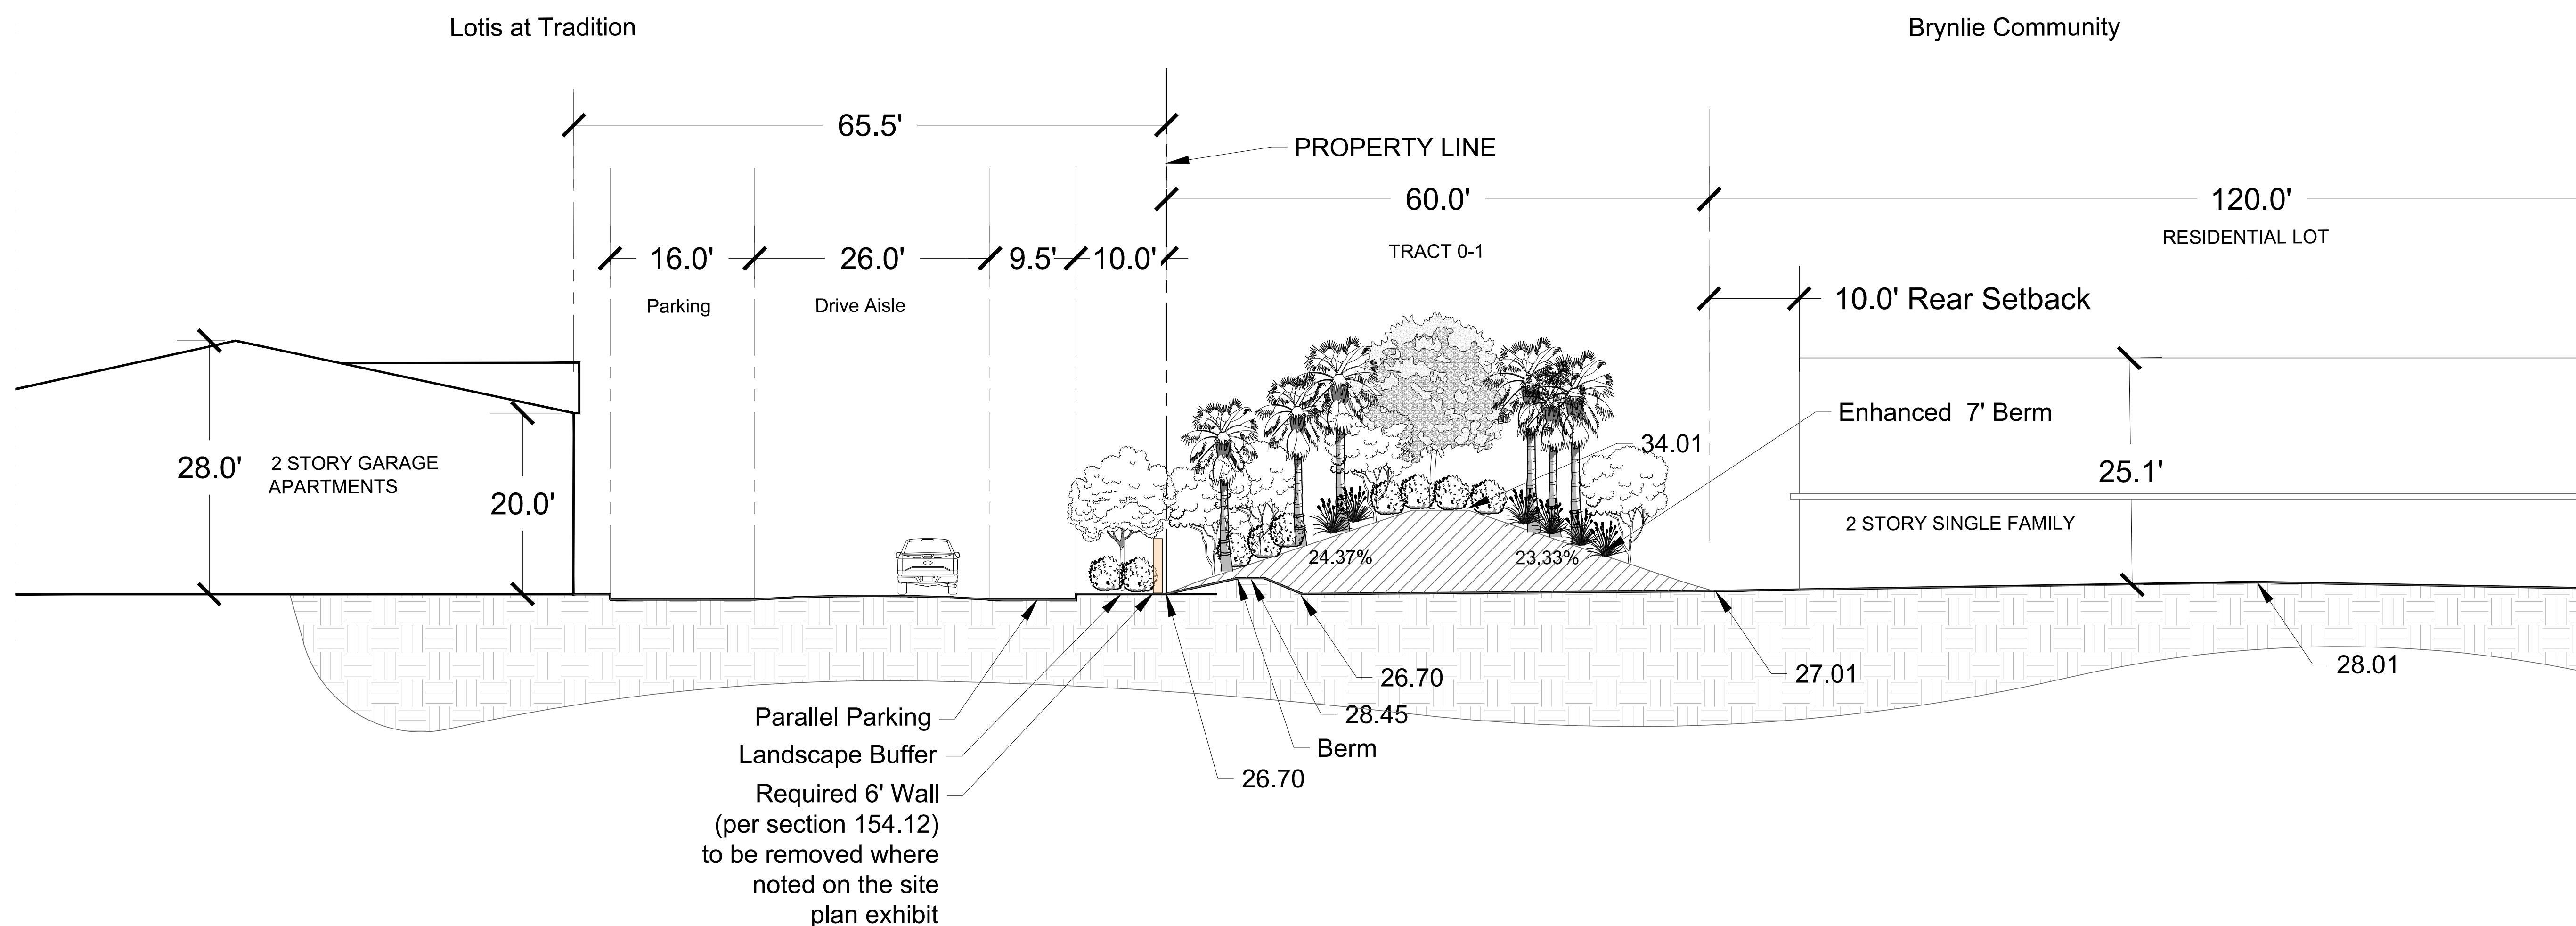 Lotis at Tradition
Brynlie Community
65.5'
PROPERTY LINE
60.0'
120.0'
TRACT 0-1
RESIDENTIAL LOT
16.0'
26.0'
9.5'
10.0'
Parking
Drive Aisle
10.0' Rear Setback
Enhanced 7' Berm
34.01
28.0'
2 STORY GARAGE
APARTMENTS
20.0'
25.1'
2 STORY SINGLE FAMILY
24.37%
23.33%
26.70
27.01
28.01
28.45
Berm
26.70
Parallel Parking
Landscape Buffer
Required 6' Wall
(per section 154.12)
to be removed where
noted on the site
plan exhibit